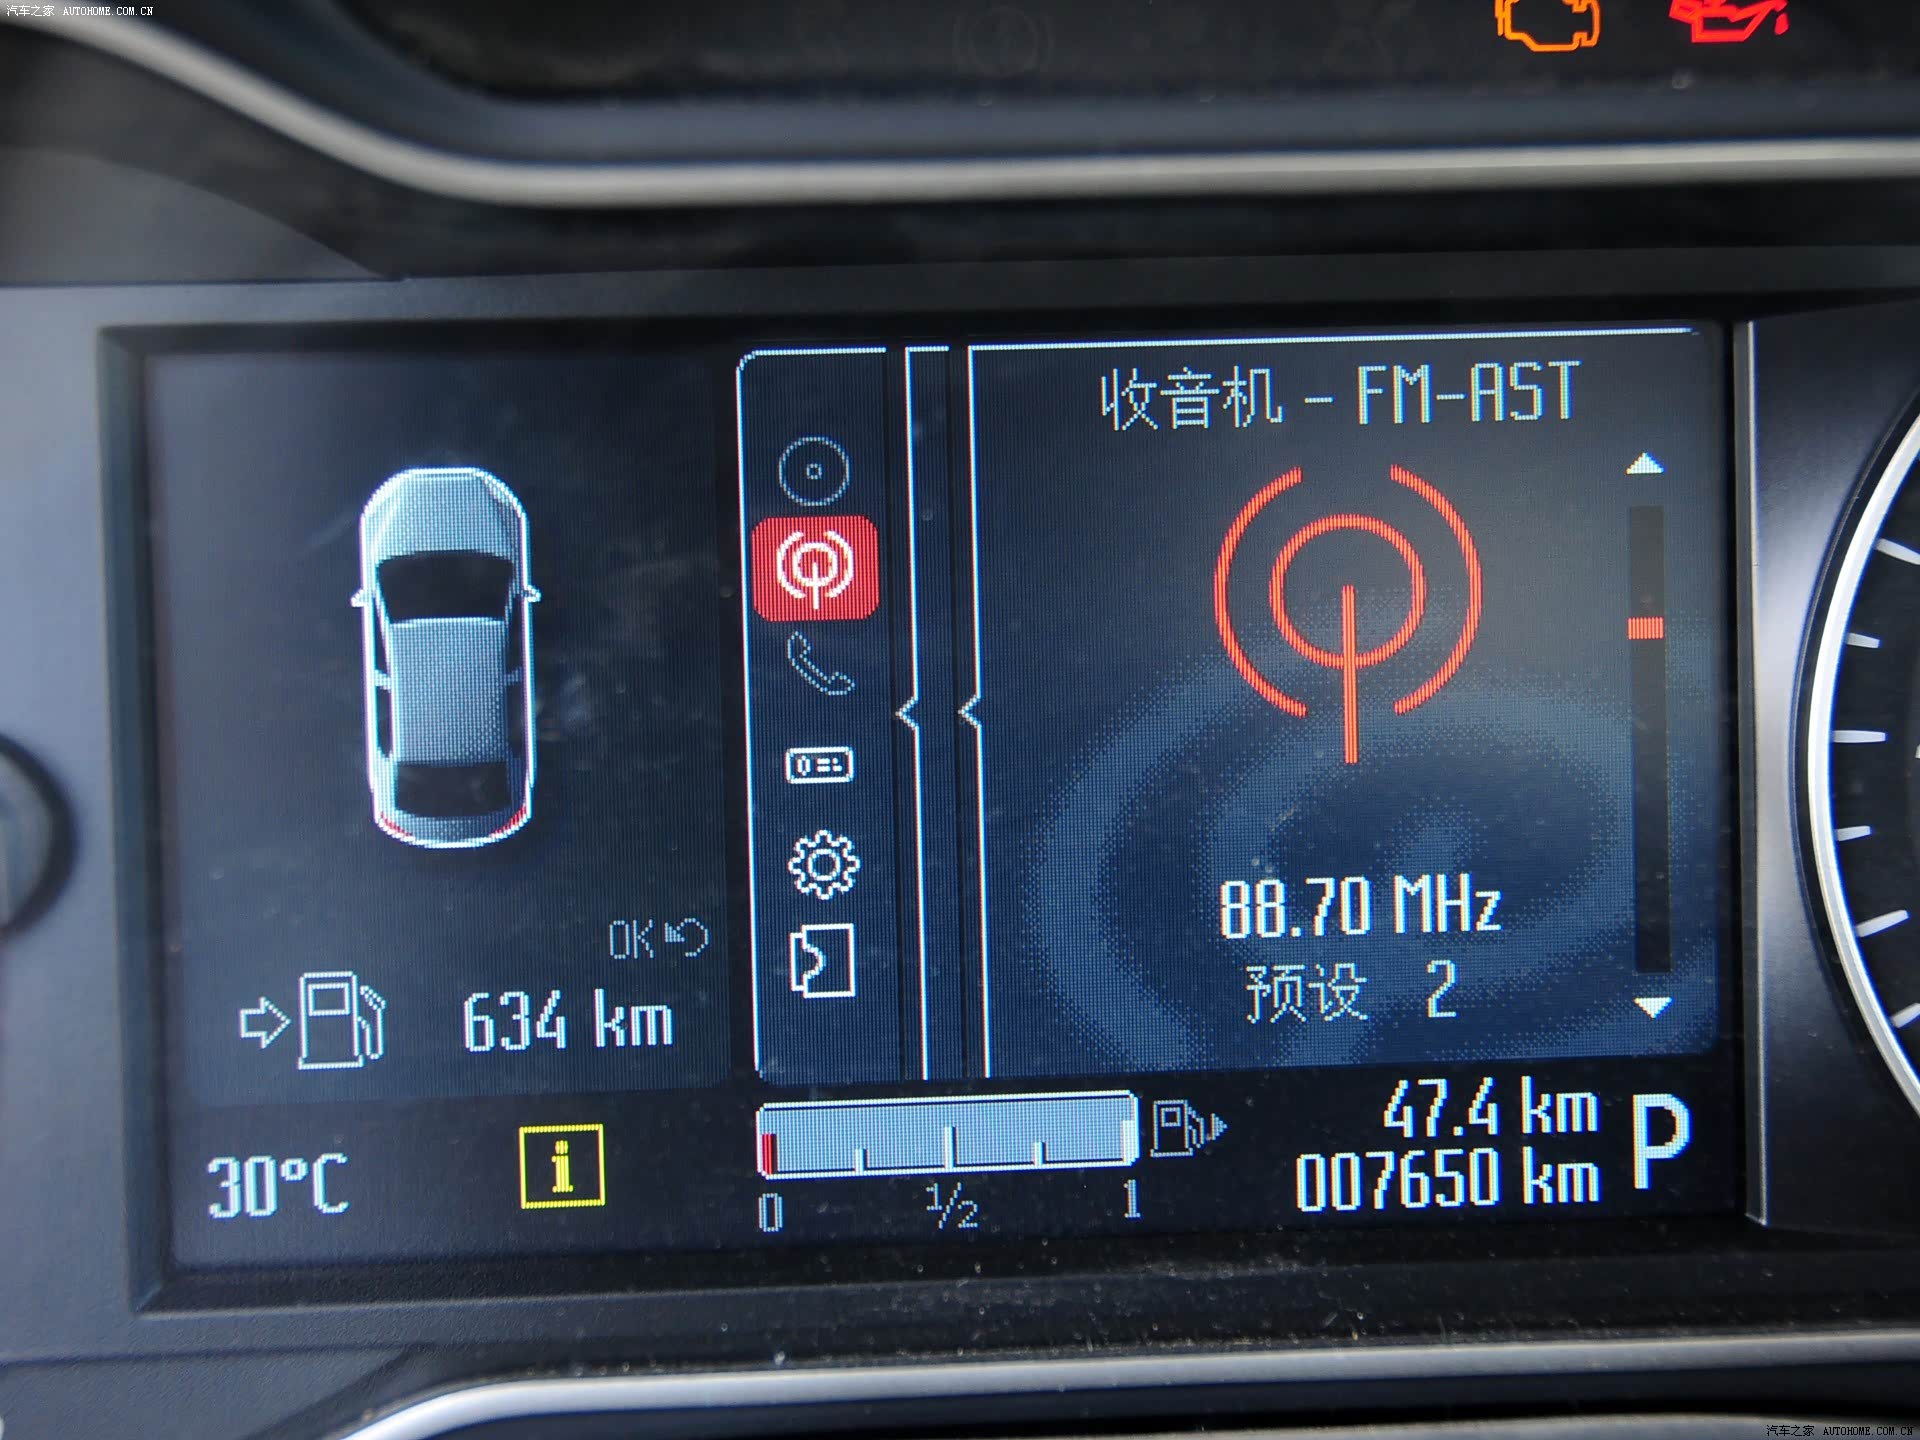 汽车之家 AUTOHOME.COM.CN
收音机 - FM-AST
88.70 MHz
预设 2
OK
634 km
30°C
i
0 1/2 1
47.4 km
007650 km
P
汽车之家 AUTOHOME.COM.CN